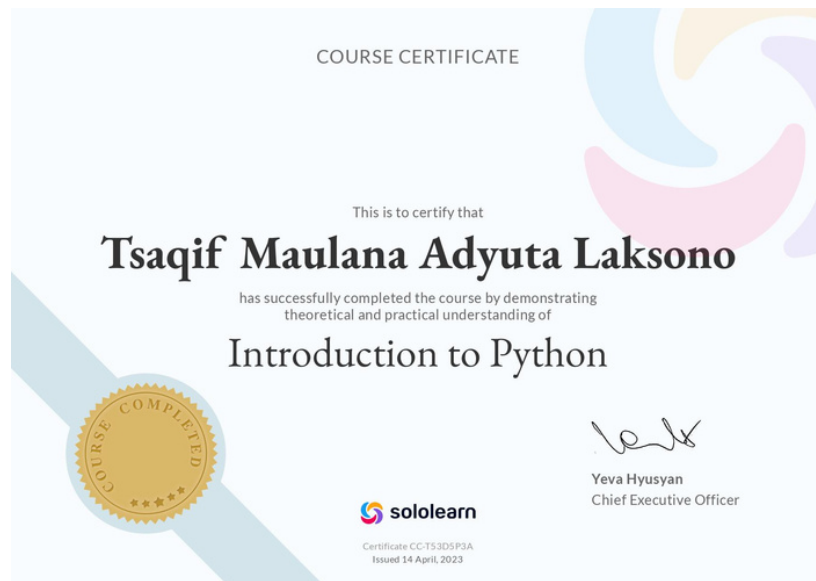 COURSE CERTIFICATE
This is to certify that
Tsaqif Maulana Adyuta Laksono
has successfully completed the course by demonstrating
theoretical and practical understanding of
Introduction to Python
COURSE COMPLETED
Yeva Hyusyan
Chief Executive Officer
sololearn
Certificate CC-T53D5P3A
Issued 14 April, 2023